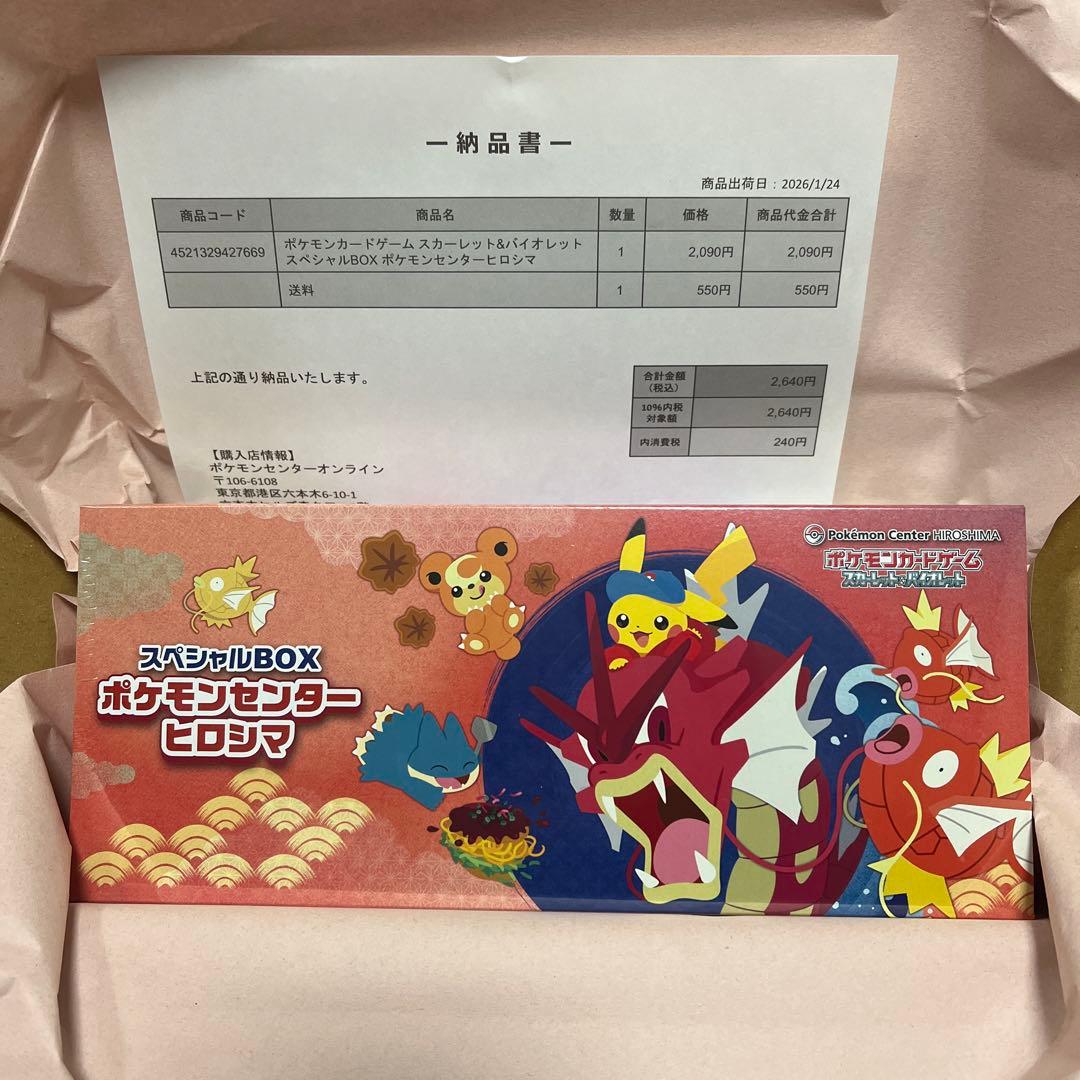 ー納品書ー
商品出荷日：2026/1/24
商品コード 商品名 数量 価格 商品代金合計
4521329427669 ポケモンカードゲーム スカーレット&バイオレット 1 2,090円 2,090円
スペシャルBOX ポケモンセンターヒロシマ
送料 1 550円 550円
上記の通り納品いたします。
合計金額 2,640円
(税込)
10%内税 2,640円
対象額
内消費税 240円
【購入店情報】
ポケモンセンターオンライン
〒106-6108
東京都港区六本木6-10-1
Pokémon Center HIROSHIMA
ポケモンカードゲーム
スカーレット&バイオレット
スペシャルBOX
ポケモンセンター
ヒロシマ